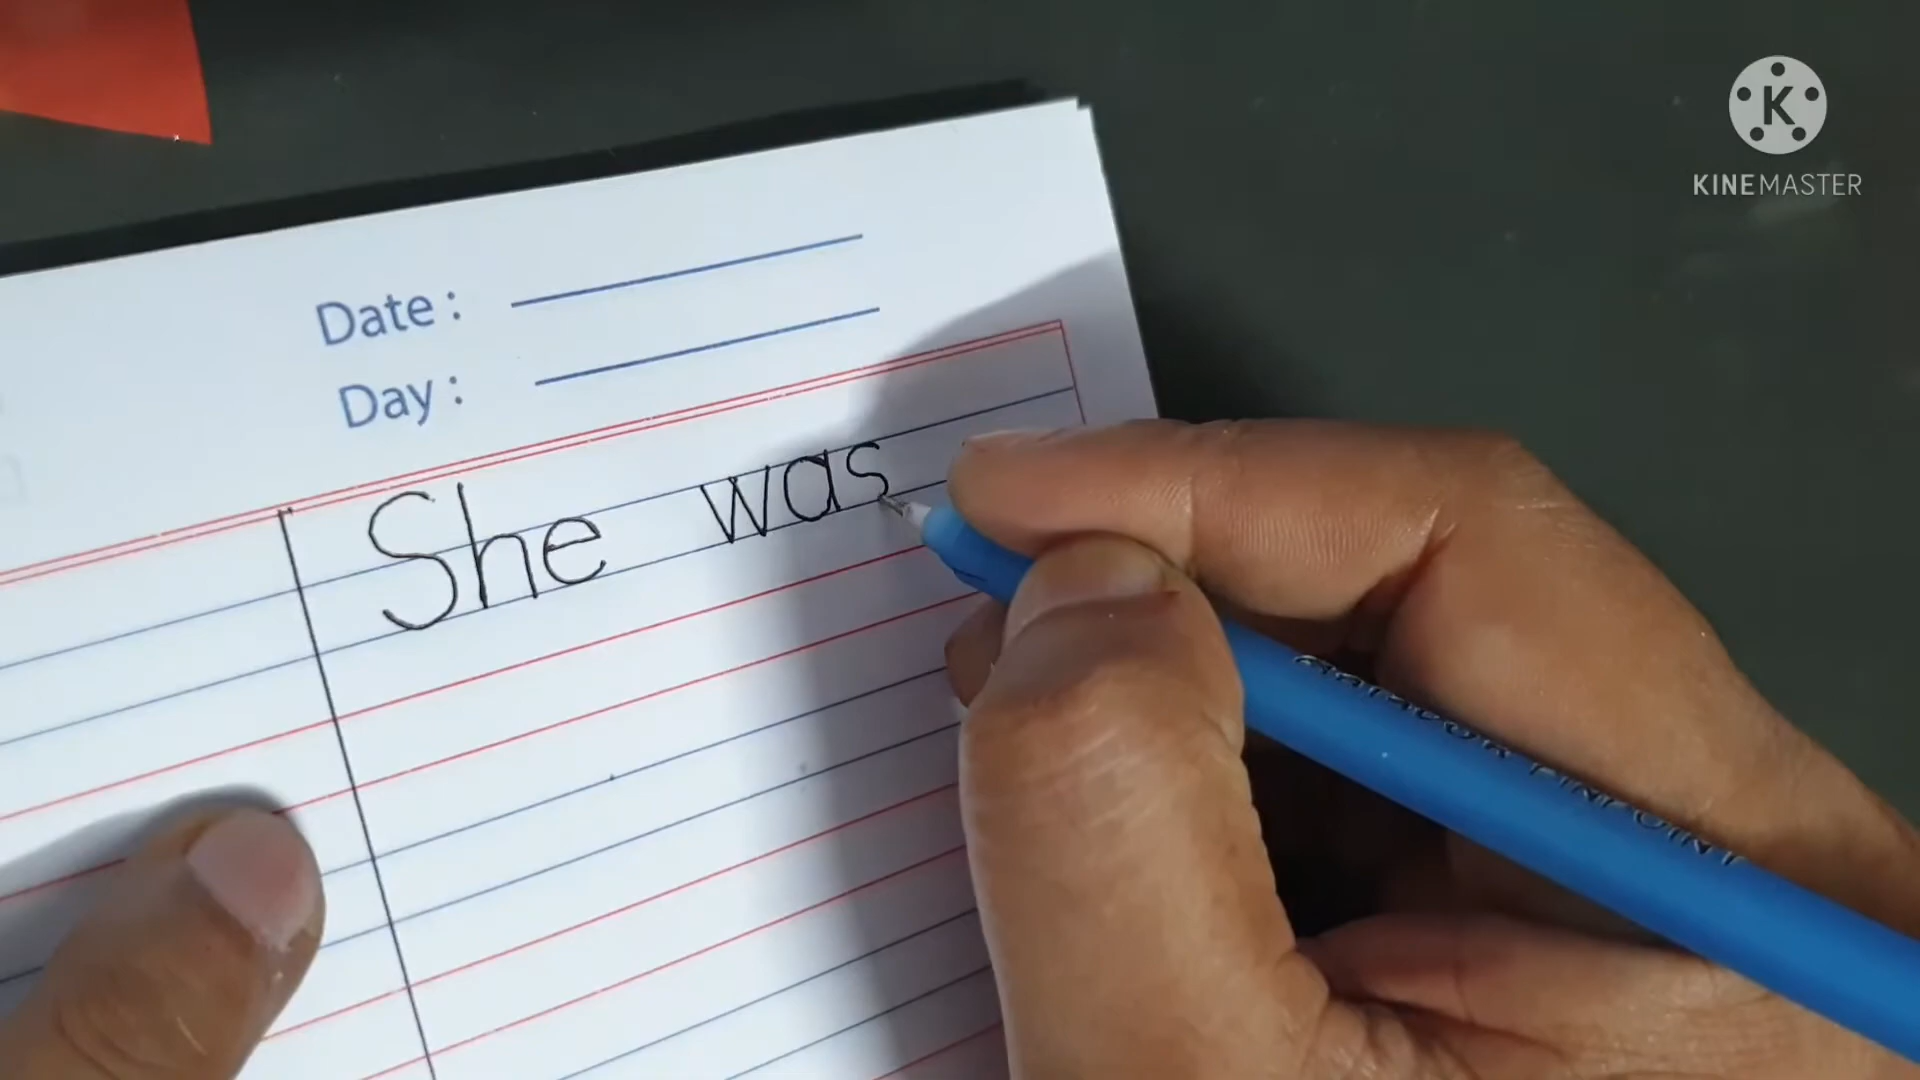 KINEMASTER
Date :
Day :
She was